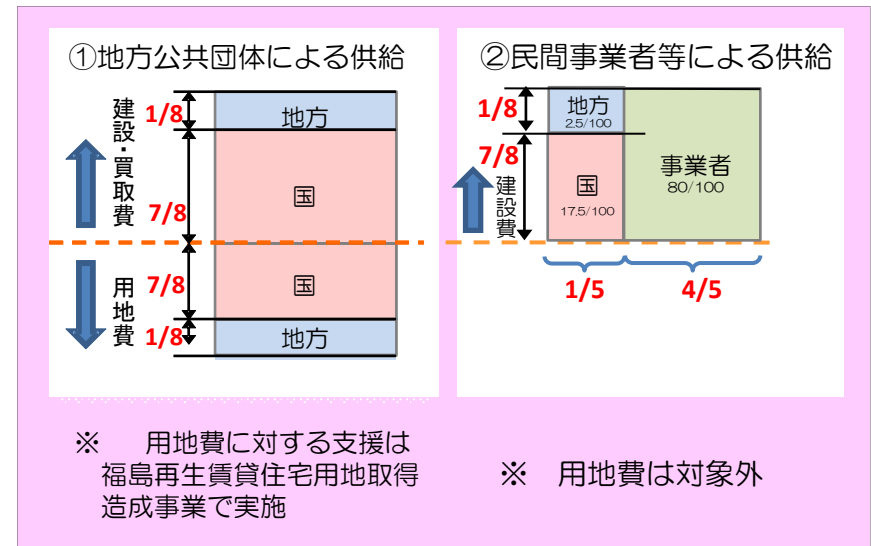 ①地方公共団体による供給
建設・買取費
1/8
地方
7/8
国
用地費
7/8
国
1/8
地方
※ 用地費に対する支援は
福島再生賃貸住宅用地取得
造成事業で実施
②民間事業者等による供給
1/8
地方
2.5/100
7/8
建設費
国
17.5/100
事業者
80/100
1/5
4/5
※ 用地費は対象外